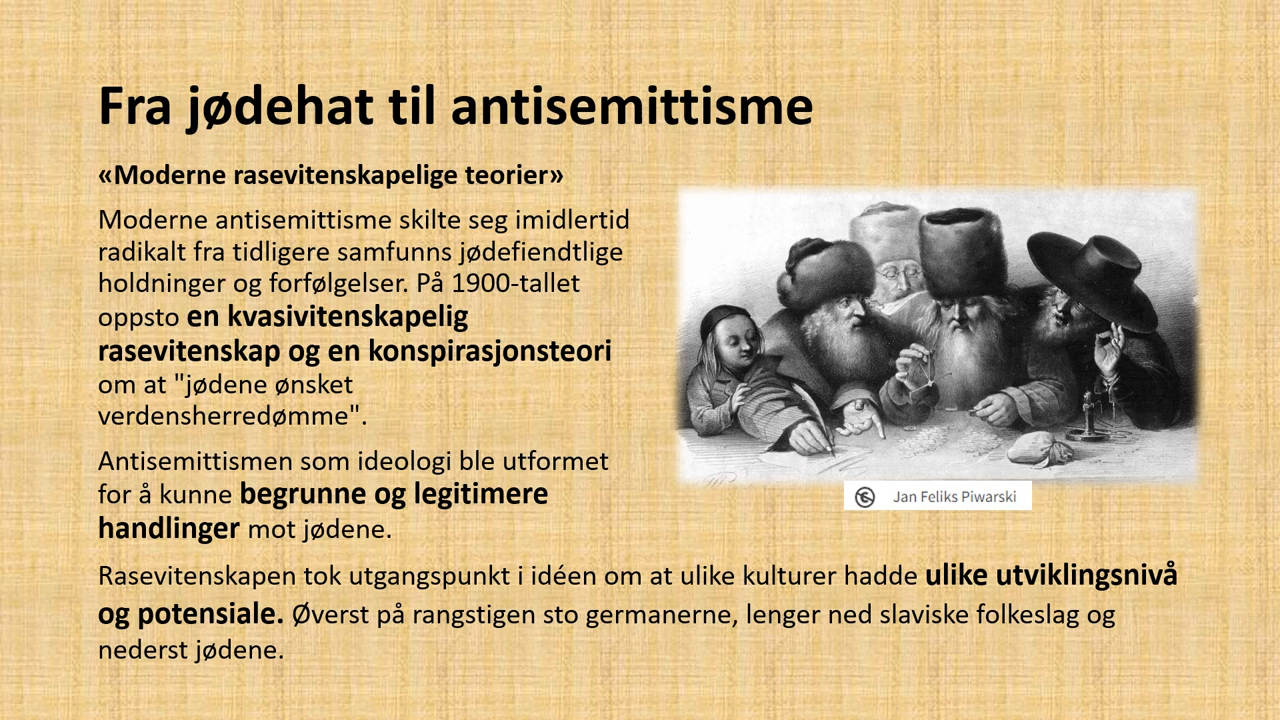 Fra jødehat til antisemittisme
«Moderne rasevitenskapelige teorier»
Moderne antisemittisme skilte seg imidlertid
radikalt fra tidligere samfunns jødefiendtlige
holdninger og forfølgelser. På 1900-tallet
oppsto en kvasivitenskapelig
rasevitenskap og en konspirasjonsteori
om at "jødene ønsket
verdensherredømme".
Antisemittismen som ideologi ble utformet
for å kunne begrunne og legitimere
handlinger mot jødene.
Rasevitenskapen tok utgangspunkt i idéen om at ulike kulturer hadde ulike utviklingsnivå
og potensiale. Øverst på rangstigen sto germanerne, lenger ned slaviske folkeslag og
nederst jødene.
Jan Feliks Piwarski